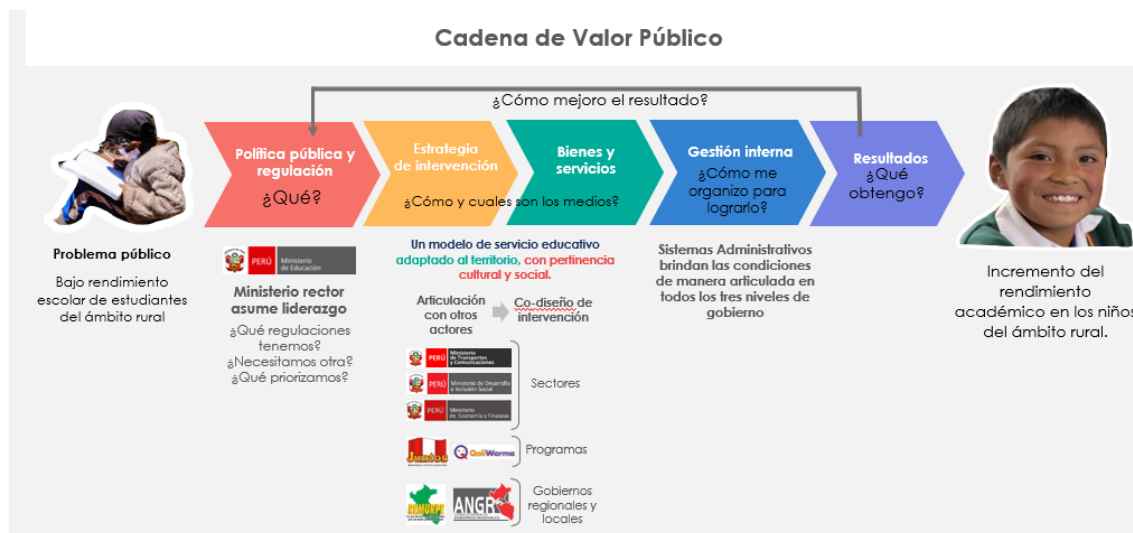 Cadena de Valor Público
¿Cómo mejoro el resultado?
Política pública y
regulación
¿Qué?
Estrategia
de intervención
Bienes y
servicios
¿Cómo y cuales son los medios?
Gestión interna
¿Cómo me
organizo para
lograrlo?
Resultados
¿Qué
obtengo?
Problema público
Bajo rendimiento
escolar de estudiantes
del ámbito rural
PERÚ
Ministerio
de Educación
Ministerio rector
asume liderazgo
¿Qué regulaciones
tenemos?
¿Necesitamos otra?
¿Qué priorizamos?
Un modelo de servicio educativo
adaptado al territorio, con pertinencia
cultural y social.
Articulación
con otros
actores
Co-diseño de
intervención
PERÚ
Ministerio
de Transportes
y Comunicaciones
PERÚ
Ministerio de Desarrollo
e Inclusión Social
PERÚ
Ministerio
de Economía y Finanzas
Sectores
Juntos
QaliWarma
Programas
REMURPE
ANGR
Gobiernos
regionales y
locales
Sistemas Administrativos
brindan las condiciones
de manera articulada en
todos los tres niveles de
gobierno
Incremento del
rendimiento
académico en los niños
del ámbito rural.